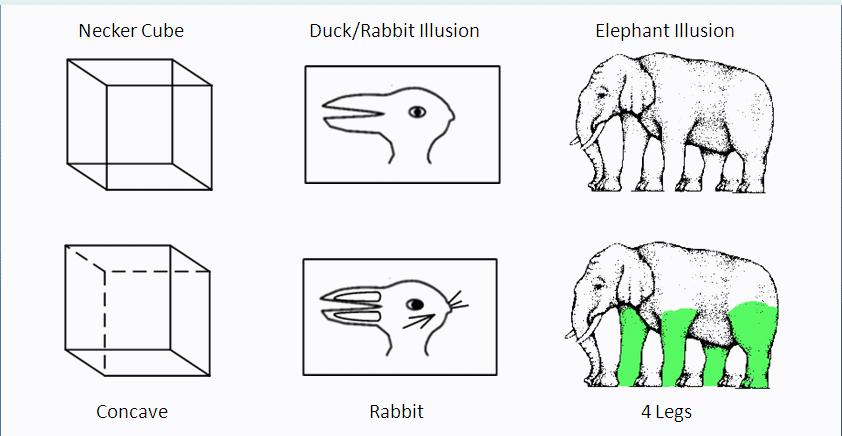 Necker Cube
Duck/Rabbit Illusion
Elephant Illusion
Concave
Rabbit
4 Legs